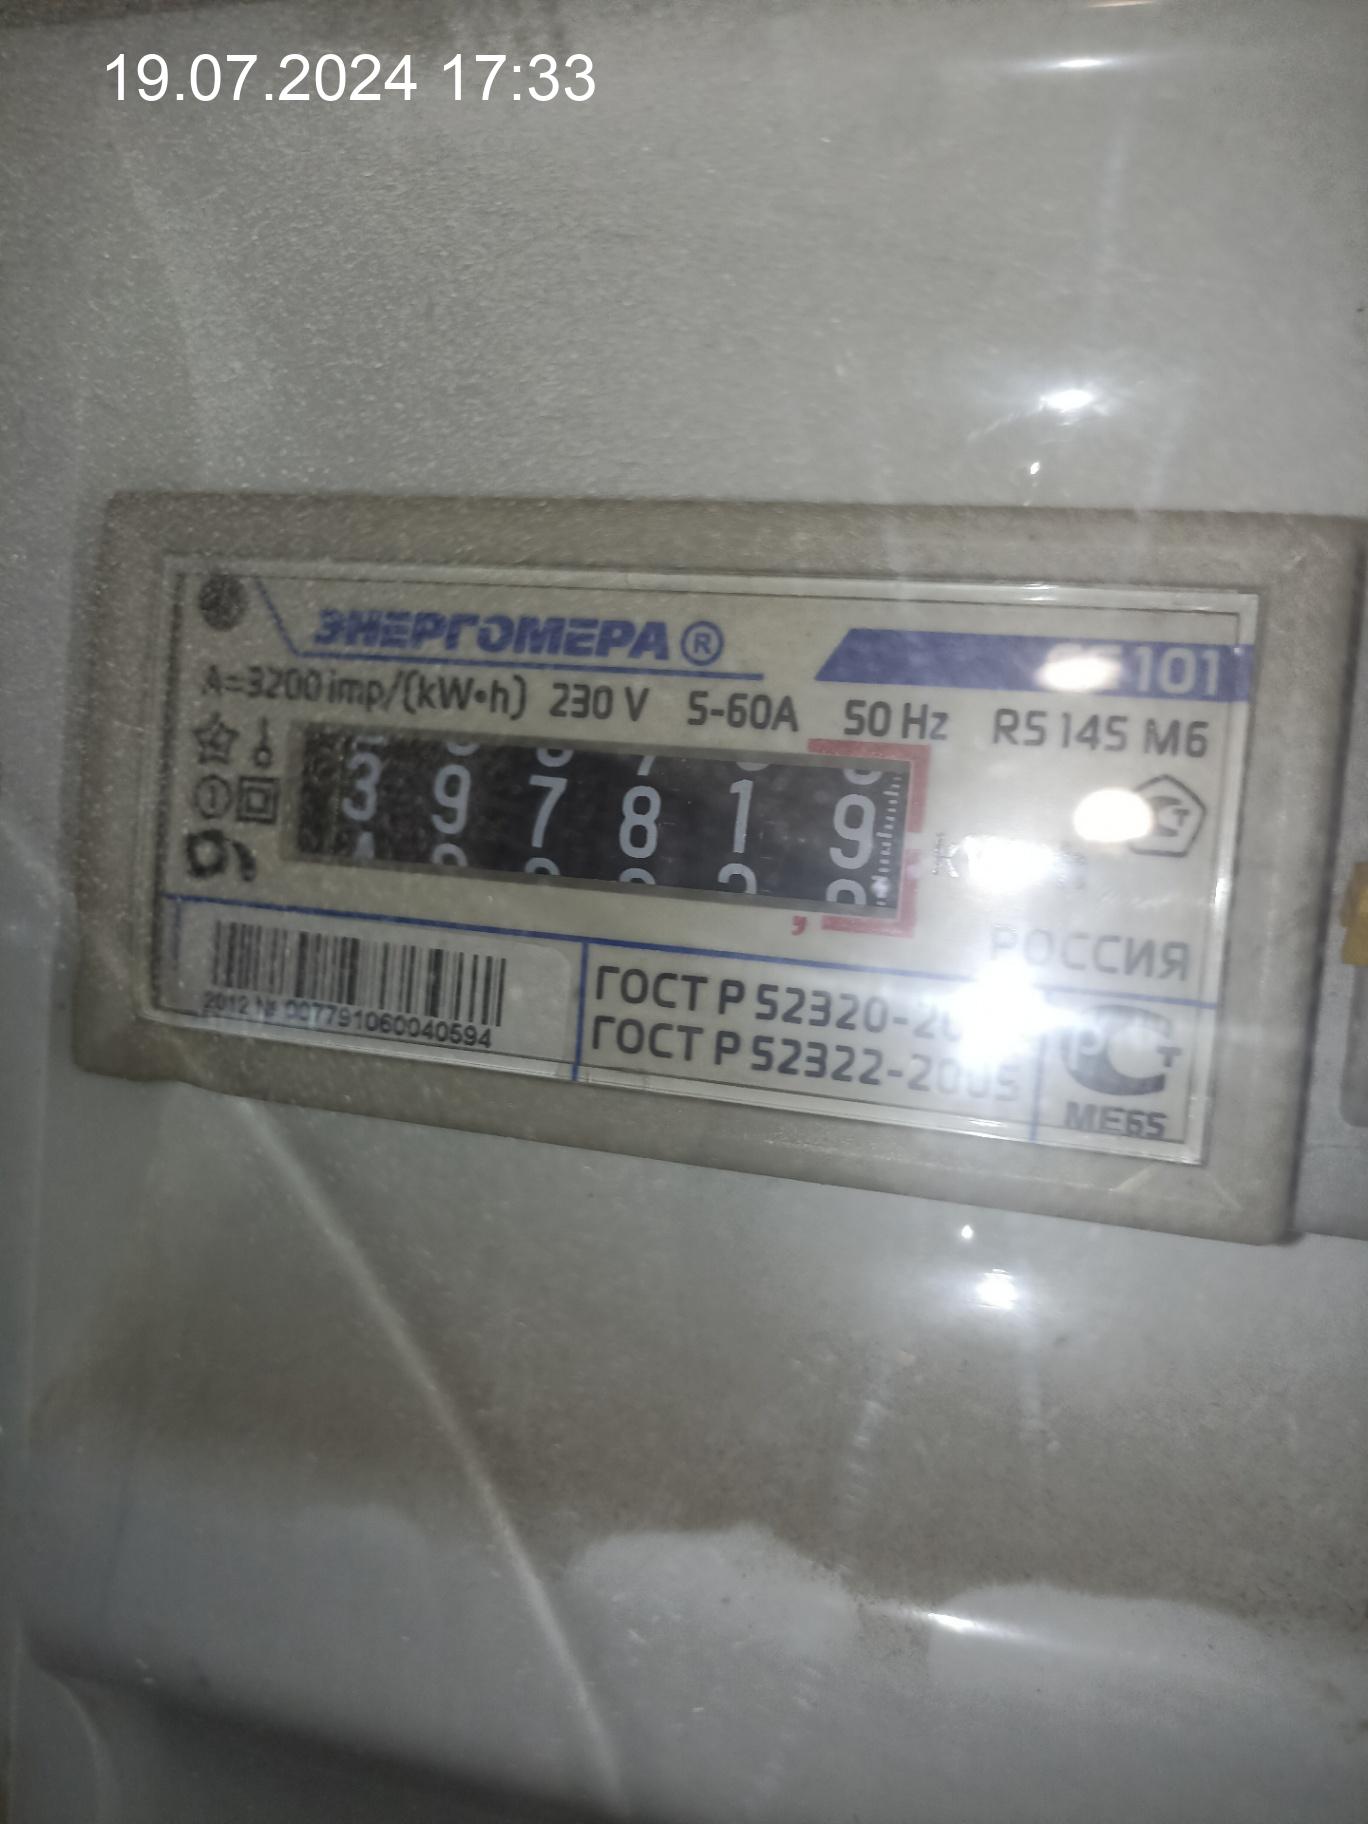 19.07.2024 17:33
ЭНЕРГОМЕРА®
101
A=3200 imp/(kW•h) 230 V 5-60A 50 Hz R5 145 M6
3 9 7 8 1 9
,
РОССИЯ
2012 № 007791060040594
ГОСТ Р 52320-
ГОСТ Р 52322-2005
РСТ
МЕ65